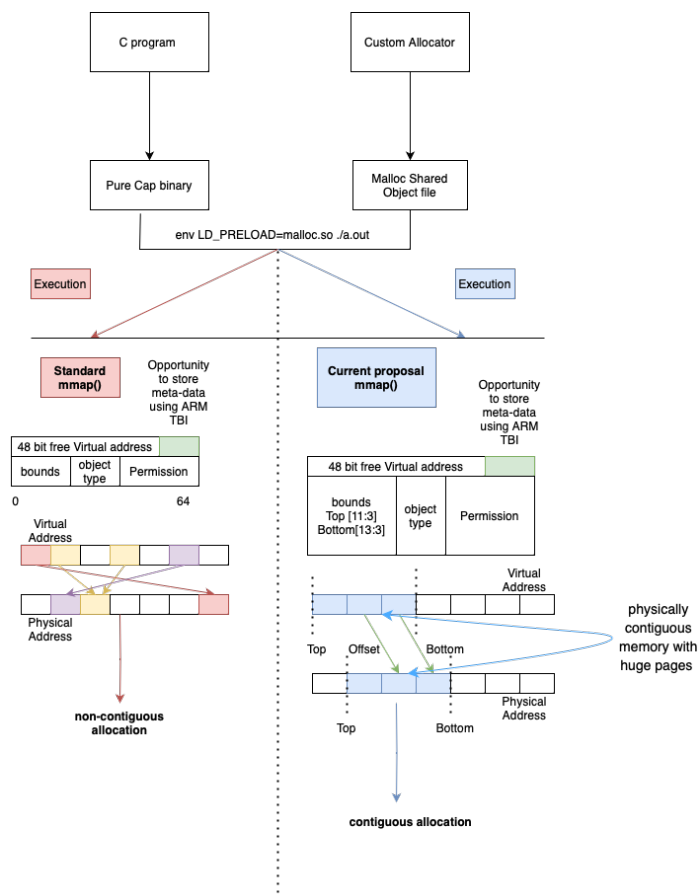 C program
Custom Allocator
Pure Cap binary
Malloc Shared
Object file
env LD_PRELOAD=malloc.so ./a.out
Execution
Execution
Standard
mmap()
Opportunity
to store
meta-data
using ARM
TBI
48 bit free Virtual address
bounds
object
type
Permission
0
64
Virtual
Address
Physical
Address
non-contiguous
allocation
Current proposal
mmap()
Opportunity
to store
meta-data
using ARM
TBI
48 bit free Virtual address
bounds
Top [11:3]
Bottom[13:3]
object
type
Permission
Virtual
Address
Top
Offset
Bottom
physically
contiguous
memory with
huge pages
Physical
Address
Top
Bottom
contiguous allocation